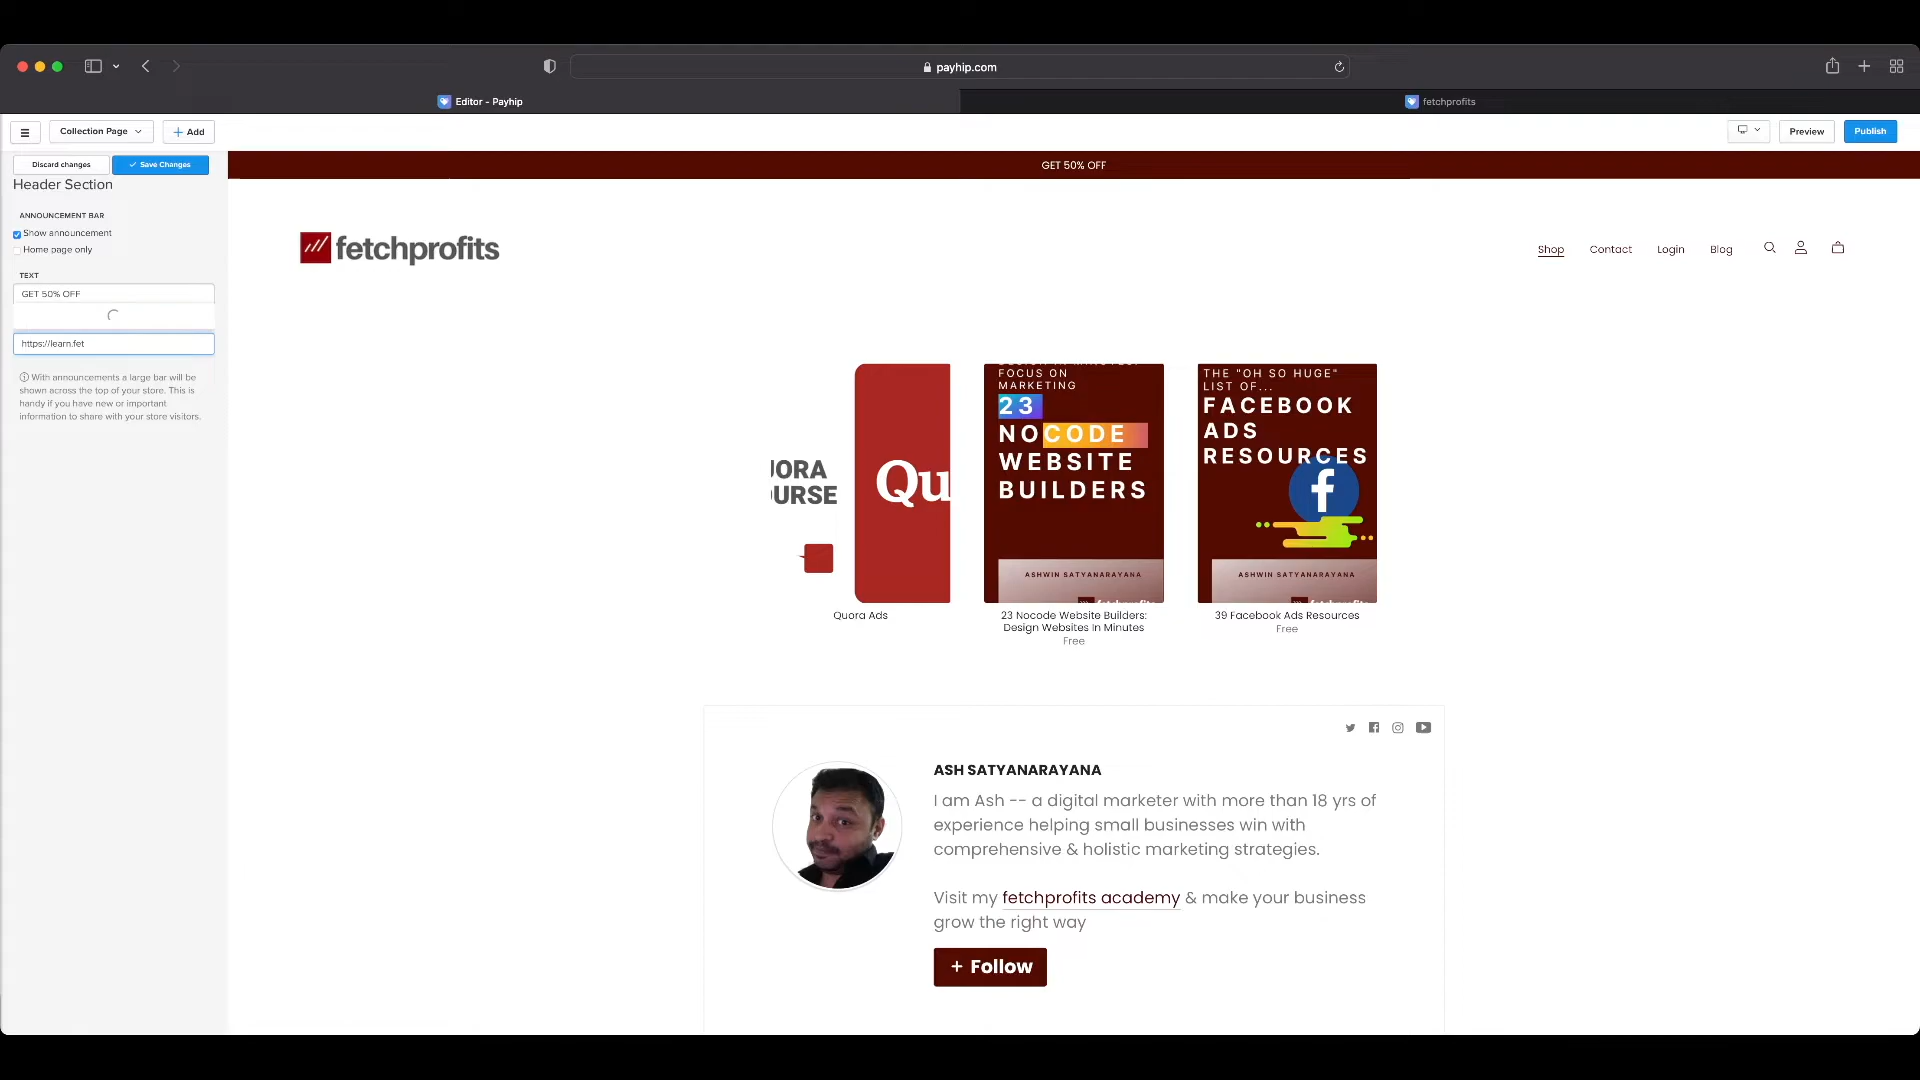 payhip.com
Editor - Payhip
fetchprofits
Collection Page
Add
Preview
Publish
Discard changes
Save Changes
GET 50% OFF
Header Section
ANNOUNCEMENT BAR
Show announcement
Home page only
TEXT
GET 50% OFF
https://learn.fet
With announcements a large bar will be
shown across the top of your store. This is
handy if you have new or important
information to share with your store visitors.
fetchprofits
Shop
Contact
Login
Blog
URSE
Qu
FOCUS ON
MARKETING
23
NOCODE
WEBSITE
BUILDERS
ASHWIN SATYANARAYANA
THE "OH SO HUGE"
LIST OF...
FACEBOOK
ADS
RESOURCES
f
ASHWIN SATYANARAYANA
Quora Ads
23 Nocode Website Builders:
Design Websites In Minutes
Free
39 Facebook Ads Resources
Free
ASH SATYANARAYANA
I am Ash -- a digital marketer with more than 18 yrs of
experience helping small businesses win with
comprehensive & holistic marketing strategies.
Visit my fetchprofits academy & make your business
grow the right way
+ Follow